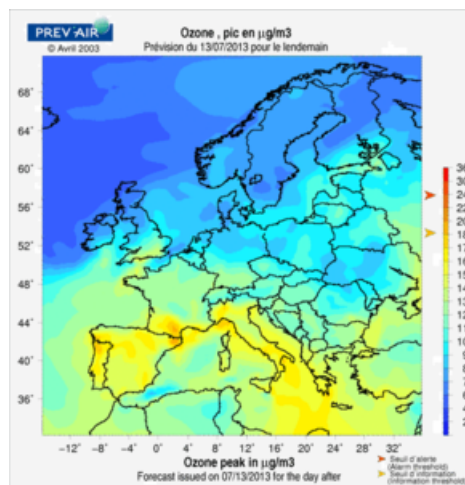 PREV'AIR
© Avril 2003
Ozone , pic en µg/m3
Prévision du 13/07/2013 pour le lendemain
68°
64°
60°
56°
52°
48°
44°
40°
36°
−12° −8° −4° 0° 4° 8° 12° 16° 20° 24° 28° 32°
Ozone peak in µg/m3
Forecast issued on 07/13/2013 for the day after
Seuil d'alerte
(Alarm threshold)
Seuil d'information
(Information threshold)